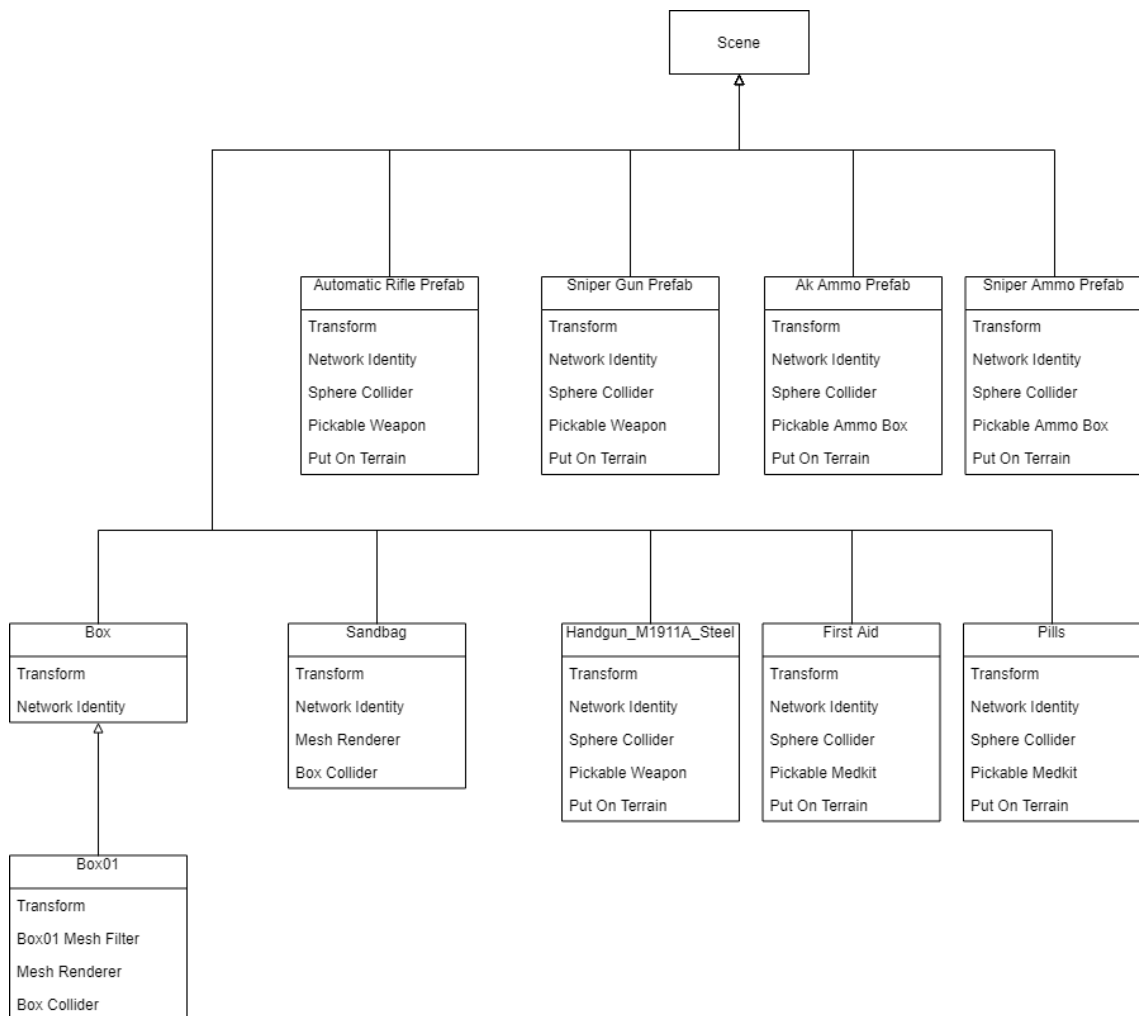 Scene
Automatic Rifle Prefab
Transform
Network Identity
Sphere Collider
Pickable Weapon
Put On Terrain
Sniper Gun Prefab
Transform
Network Identity
Sphere Collider
Pickable Weapon
Put On Terrain
Ak Ammo Prefab
Transform
Network Identity
Sphere Collider
Pickable Ammo Box
Put On Terrain
Sniper Ammo Prefab
Transform
Network Identity
Sphere Collider
Pickable Ammo Box
Put On Terrain
Box
Transform
Network Identity
Sandbag
Transform
Network Identity
Mesh Renderer
Box Collider
Handgun_M1911A_Steel
Transform
Network Identity
Sphere Collider
Pickable Weapon
Put On Terrain
First Aid
Transform
Network Identity
Sphere Collider
Pickable Medkit
Put On Terrain
Pills
Transform
Network Identity
Sphere Collider
Pickable Medkit
Put On Terrain
Box01
Transform
Box01 Mesh Filter
Mesh Renderer
Box Collider